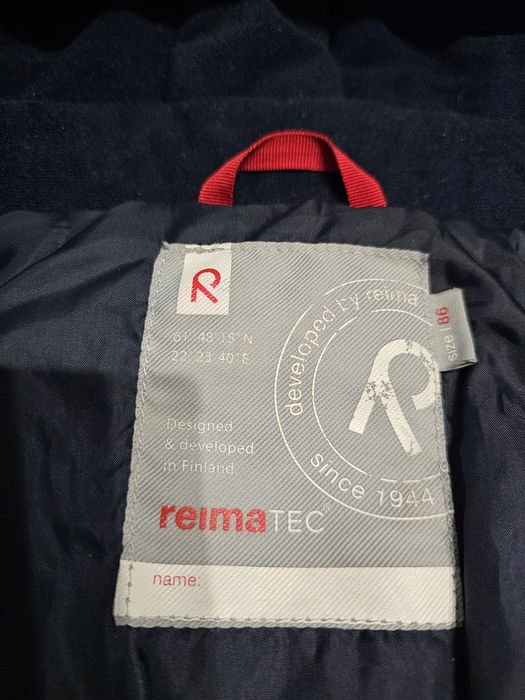 R
61 48'15"N
22 23'40"E
Designed
& developed
in Finland
reimaTEC®
name:
developed by reima
since 1944
R
size | 86